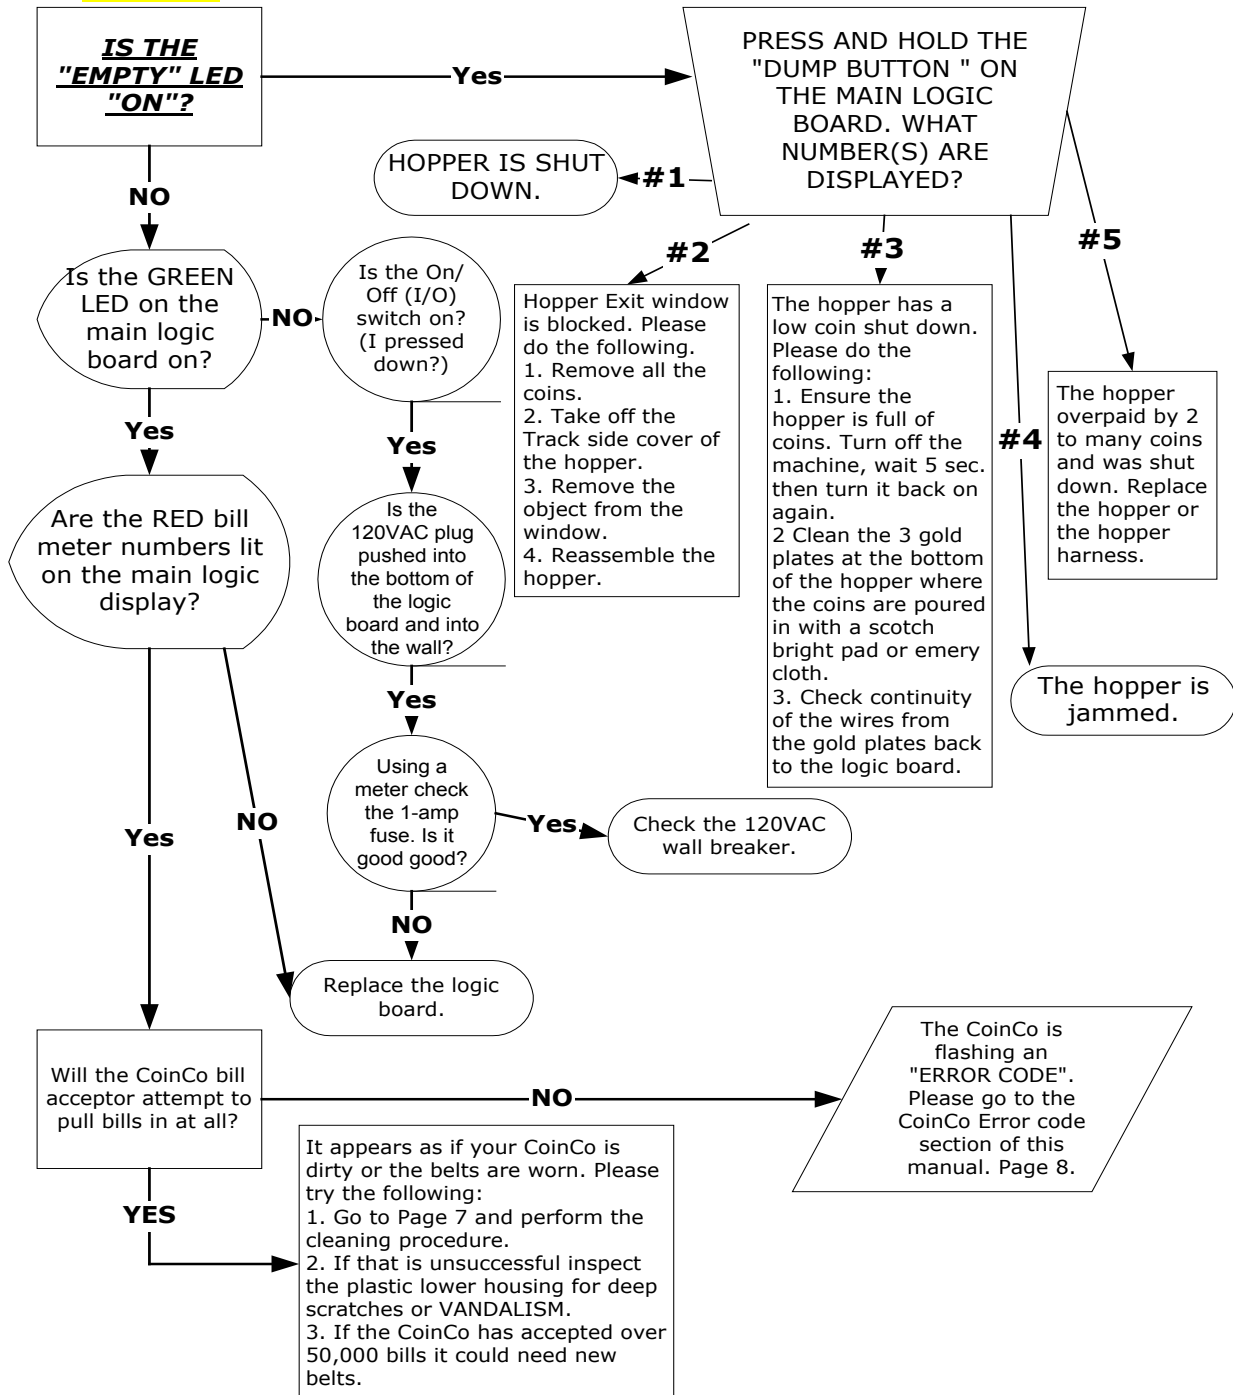 IS THE
"EMPTY" LED
"ON"?
Yes
PRESS AND HOLD THE
"DUMP BUTTON " ON
THE MAIN LOGIC
BOARD. WHAT
NUMBER(S) ARE
DISPLAYED?
HOPPER IS SHUT
DOWN.
#1
NO
#2
#3
#5
Is the GREEN
LED on the
main logic
board on?
NO
Is the On/
Off (I/O)
switch on?
(I pressed
down?)
Hopper Exit window
is blocked. Please
do the following.
1. Remove all the
coins.
2. Take off the
Track side cover of
the hopper.
3. Remove the
object from the
window.
4. Reassemble the
hopper.
The hopper has a
low coin shut down.
Please do the
following:
1. Ensure the
hopper is full of
coins. Turn off the
machine, wait 5 sec.
then turn it back on
again.
2 Clean the 3 gold
plates at the bottom
of the hopper where
the coins are poured
in with a scotch
bright pad or emery
cloth.
3. Check continuity
of the wires from
the gold plates back
to the logic board.
#4
The hopper
overpaid by 2
to many coins
and was shut
down. Replace
the hopper or
the hopper
harness.
Yes
Yes
Are the RED bill
meter numbers lit
on the main logic
display?
Is the
120VAC plug
pushed into
the bottom of
the logic
board and into
the wall?
The hopper is
jammed.
Yes
Using a
meter check
the 1-amp
fuse. Is it
good good?
Yes
Check the 120VAC
wall breaker.
Yes
NO
NO
Replace the logic
board.
Will the CoinCo bill
acceptor attempt to
pull bills in at all?
NO
The CoinCo is
flashing an
"ERROR CODE".
Please go to the
CoinCo Error code
section of this
manual. Page 8.
YES
It appears as if your CoinCo is
dirty or the belts are worn. Please
try the following:
1. Go to Page 7 and perform the
cleaning procedure.
2. If that is unsuccessful inspect
the plastic lower housing for deep
scratches or VANDALISM.
3. If the CoinCo has accepted over
50,000 bills it could need new
belts.